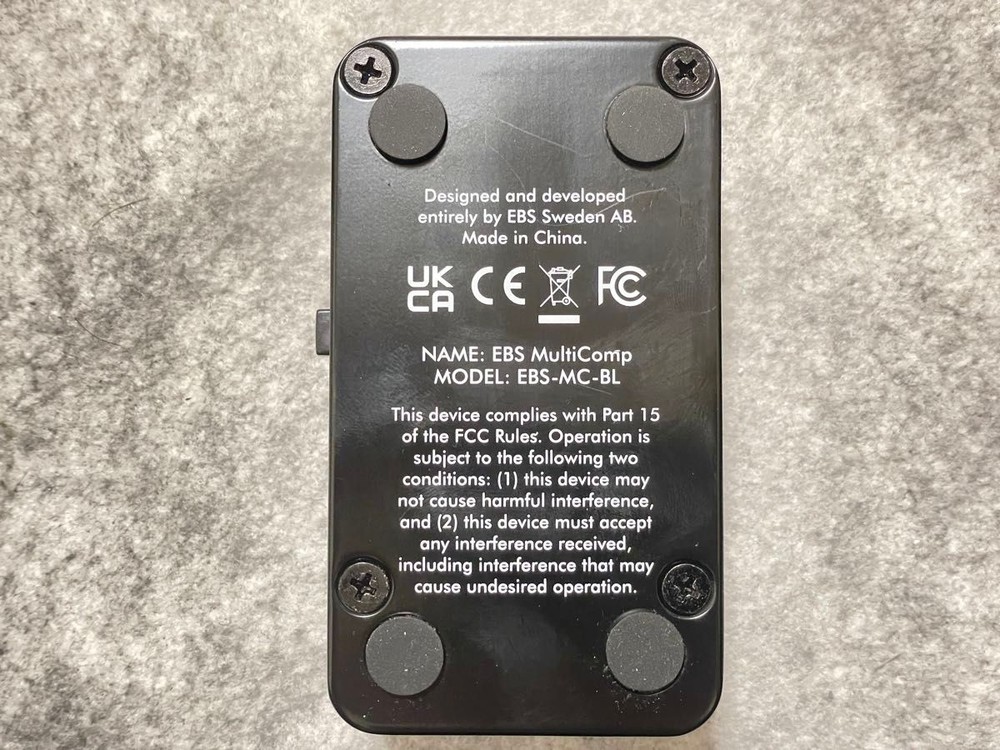 Designed and developed
entirely by EBS Sweden AB.
Made in China.
UK
CA CE FC
NAME: EBS MultiComp
MODEL: EBS-MC-BL
This device complies with Part 15
of the FCC Rules. Operation is
subject to the following two
conditions: (1) this device may
not cause harmful interference,
and (2) this device must accept
any interference received,
including interference that may
cause undesired operation.